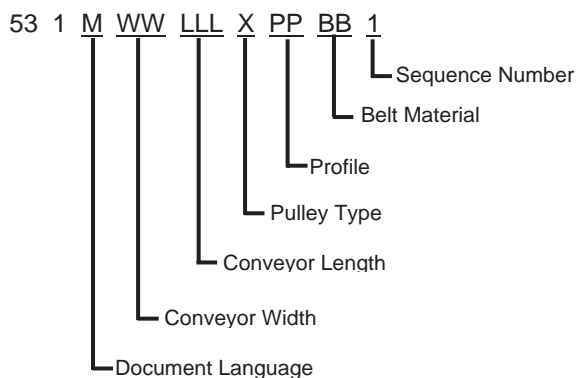 53 1 M WW LLL X PP BB 1
Sequence Number
Belt Material
Profile
Pulley Type
Conveyor Length
Conveyor Width
Document Language